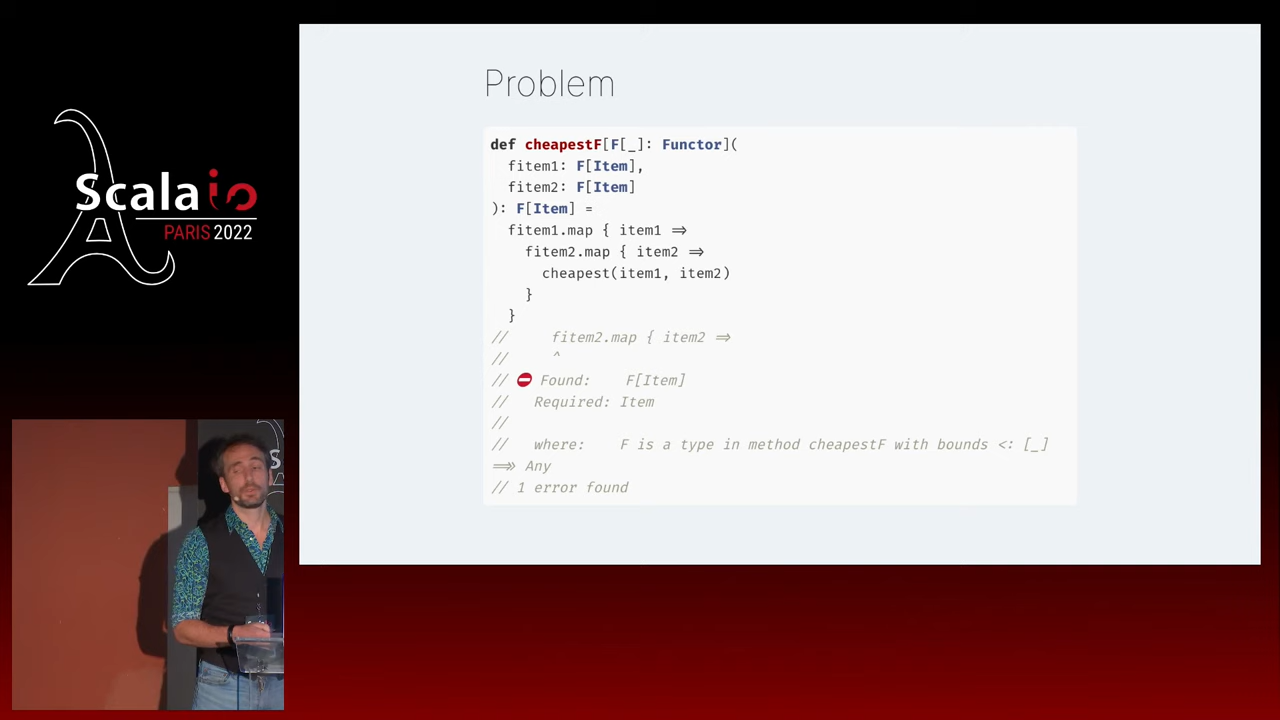 Scala io
PARIS 2022
Problem
def cheapestF[F[_]: Functor](
  fitem1: F[Item],
  fitem2: F[Item]
): F[Item] =
  fitem1.map { item1 ⇒
    fitem2.map { item2 ⇒
      cheapest(item1, item2)
    }
  }
//     fitem2.map { item2 ⇒
//     ^
// ⛔ Found:    F[Item]
//   Required: Item
//
//   where:    F is a type in method cheapestF with bounds <: [_]
=>> Any
// 1 error found